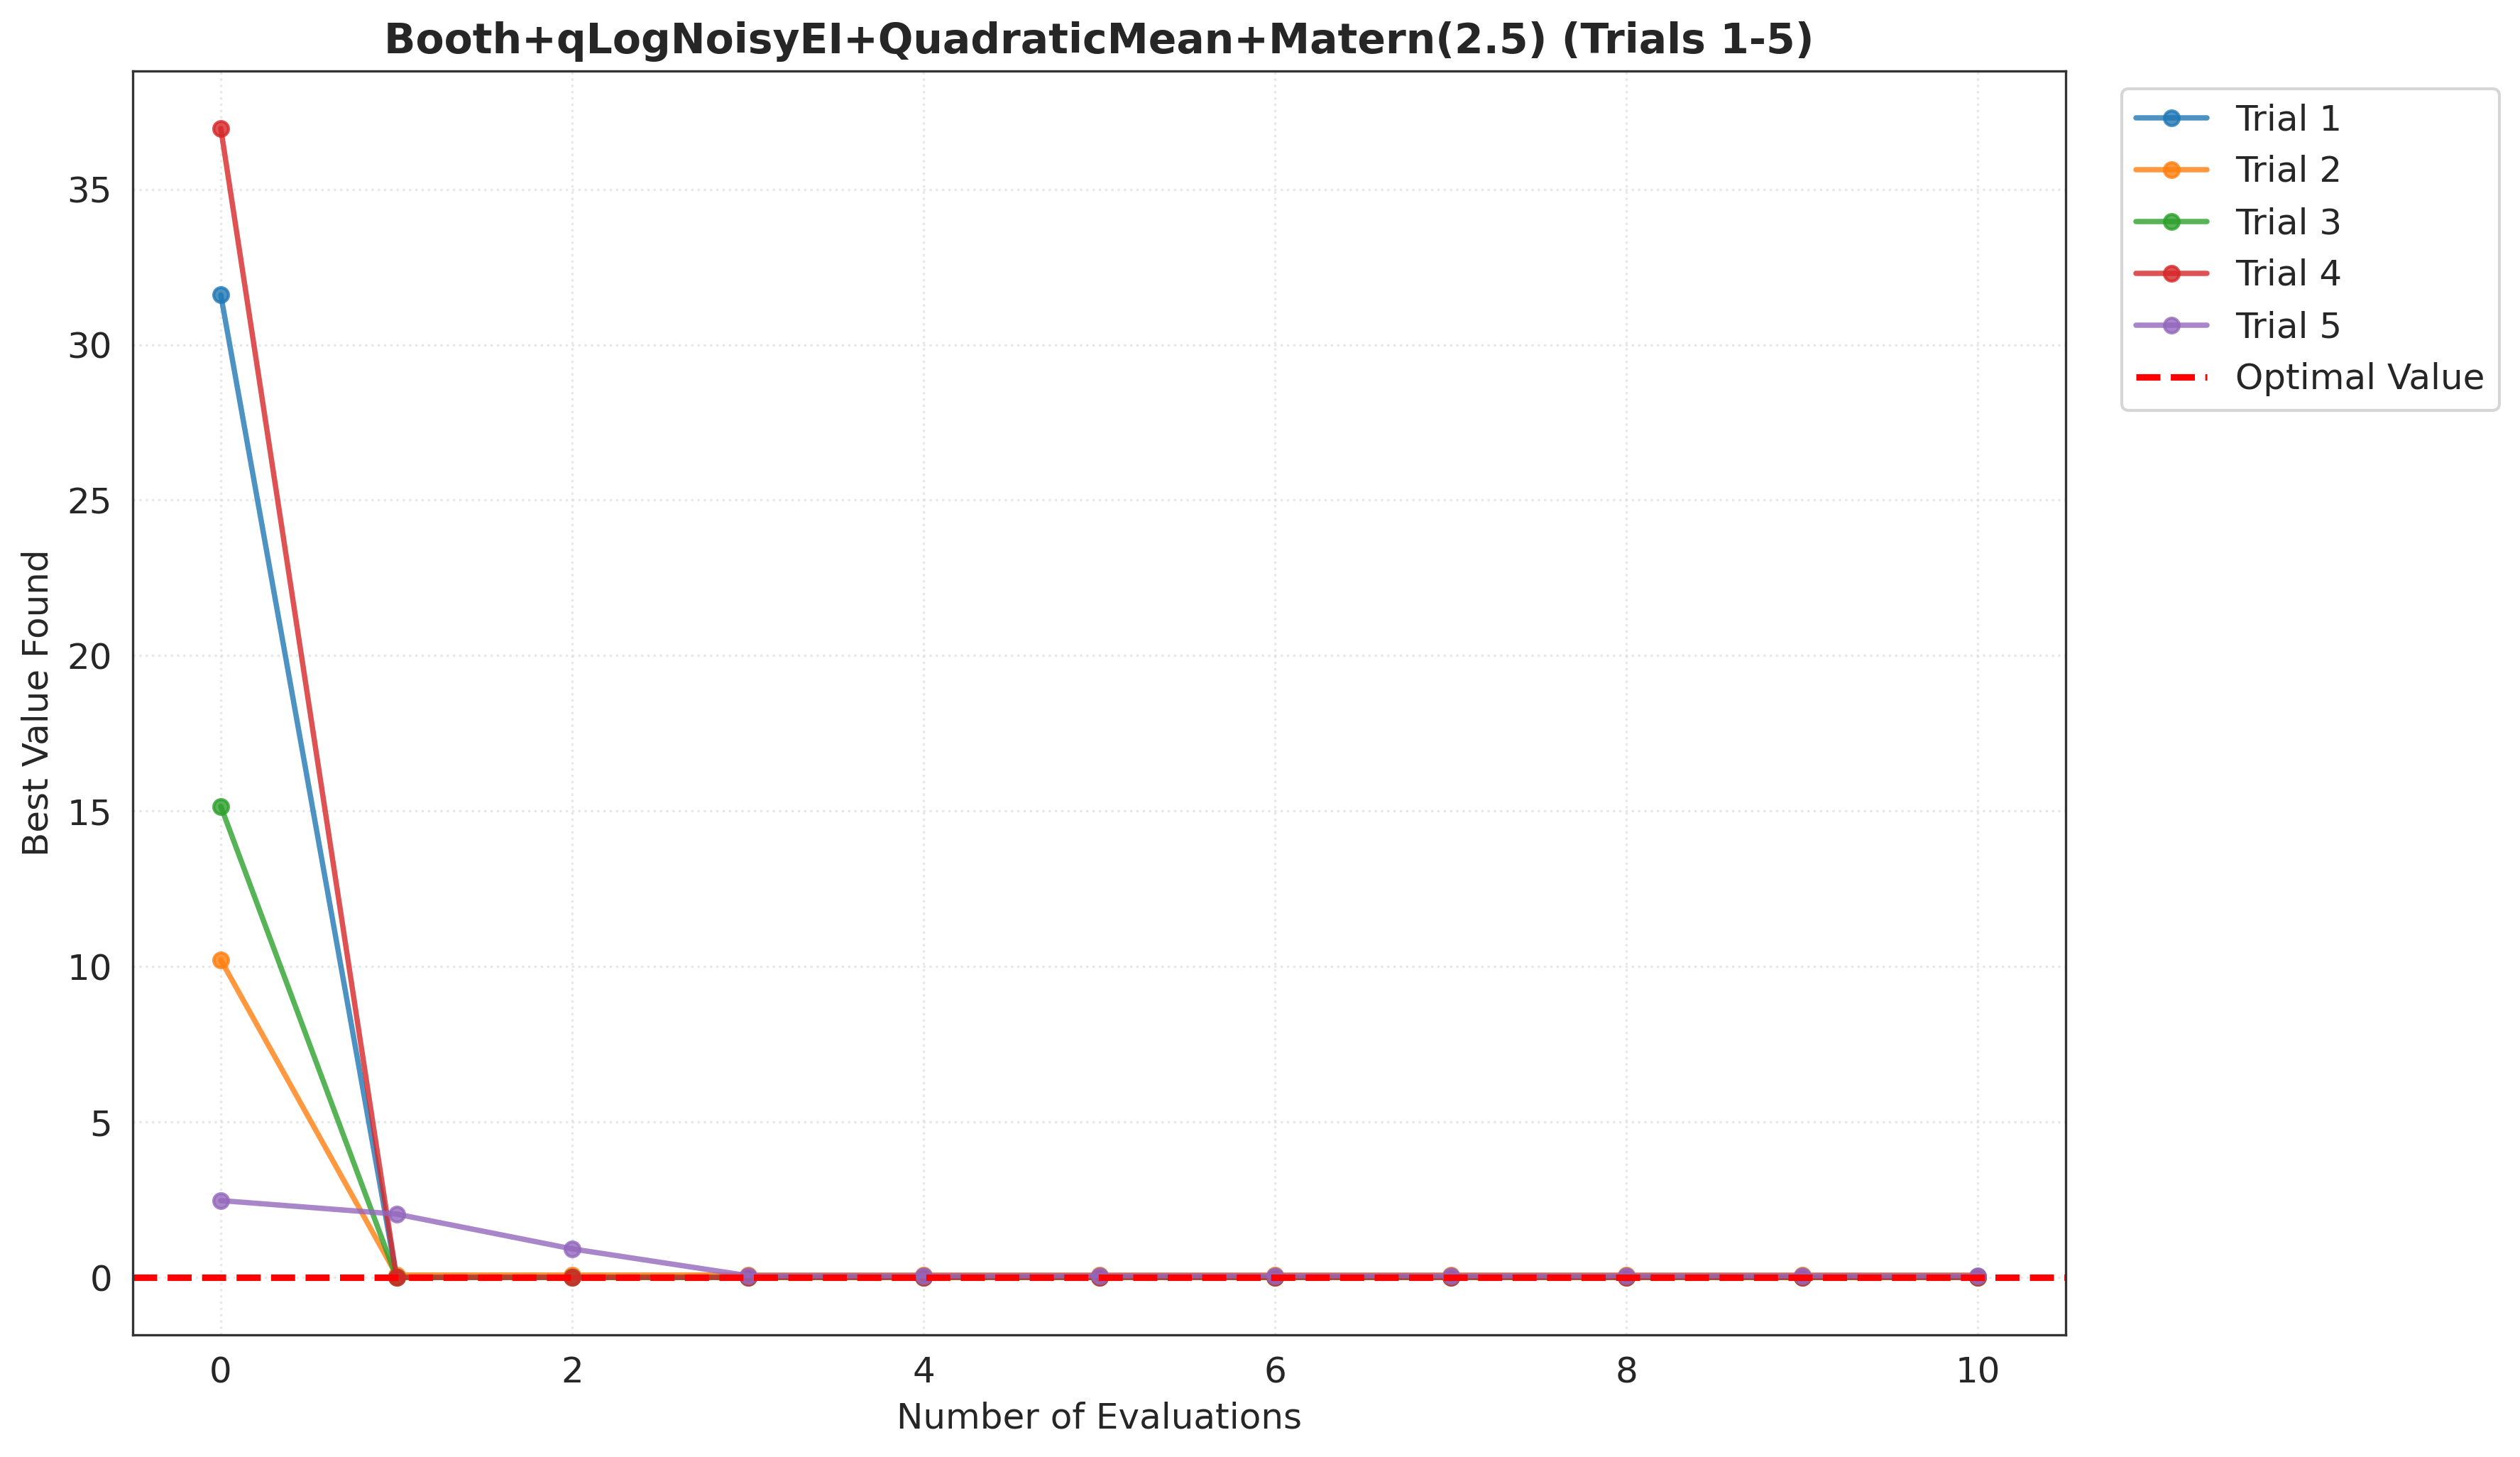 Booth+qLogNoisyEI+QuadraticMean+Matern(2.5) (Trials 1-5)
Trial 1
Trial 2
Trial 3
Trial 4
Trial 5
Optimal Value
Best Value Found
35
30
25
20
15
10
5
0
0 2 4 6 8 10
Number of Evaluations